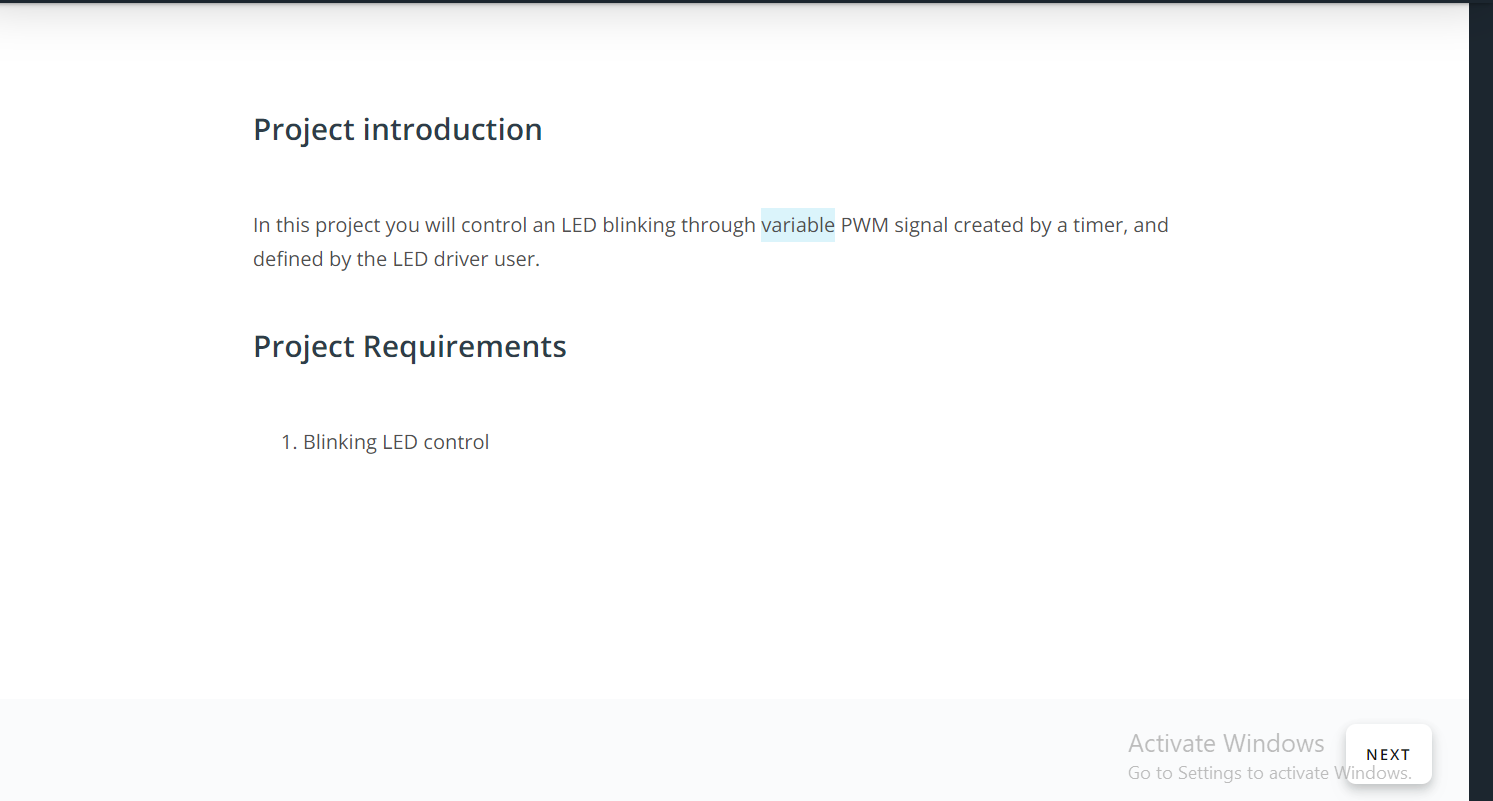 Project introduction
In this project you will control an LED blinking through variable PWM signal created by a timer, and
defined by the LED driver user.
Project Requirements
1. Blinking LED control
Activate Windows
Go to Settings to activate Windows.
NEXT